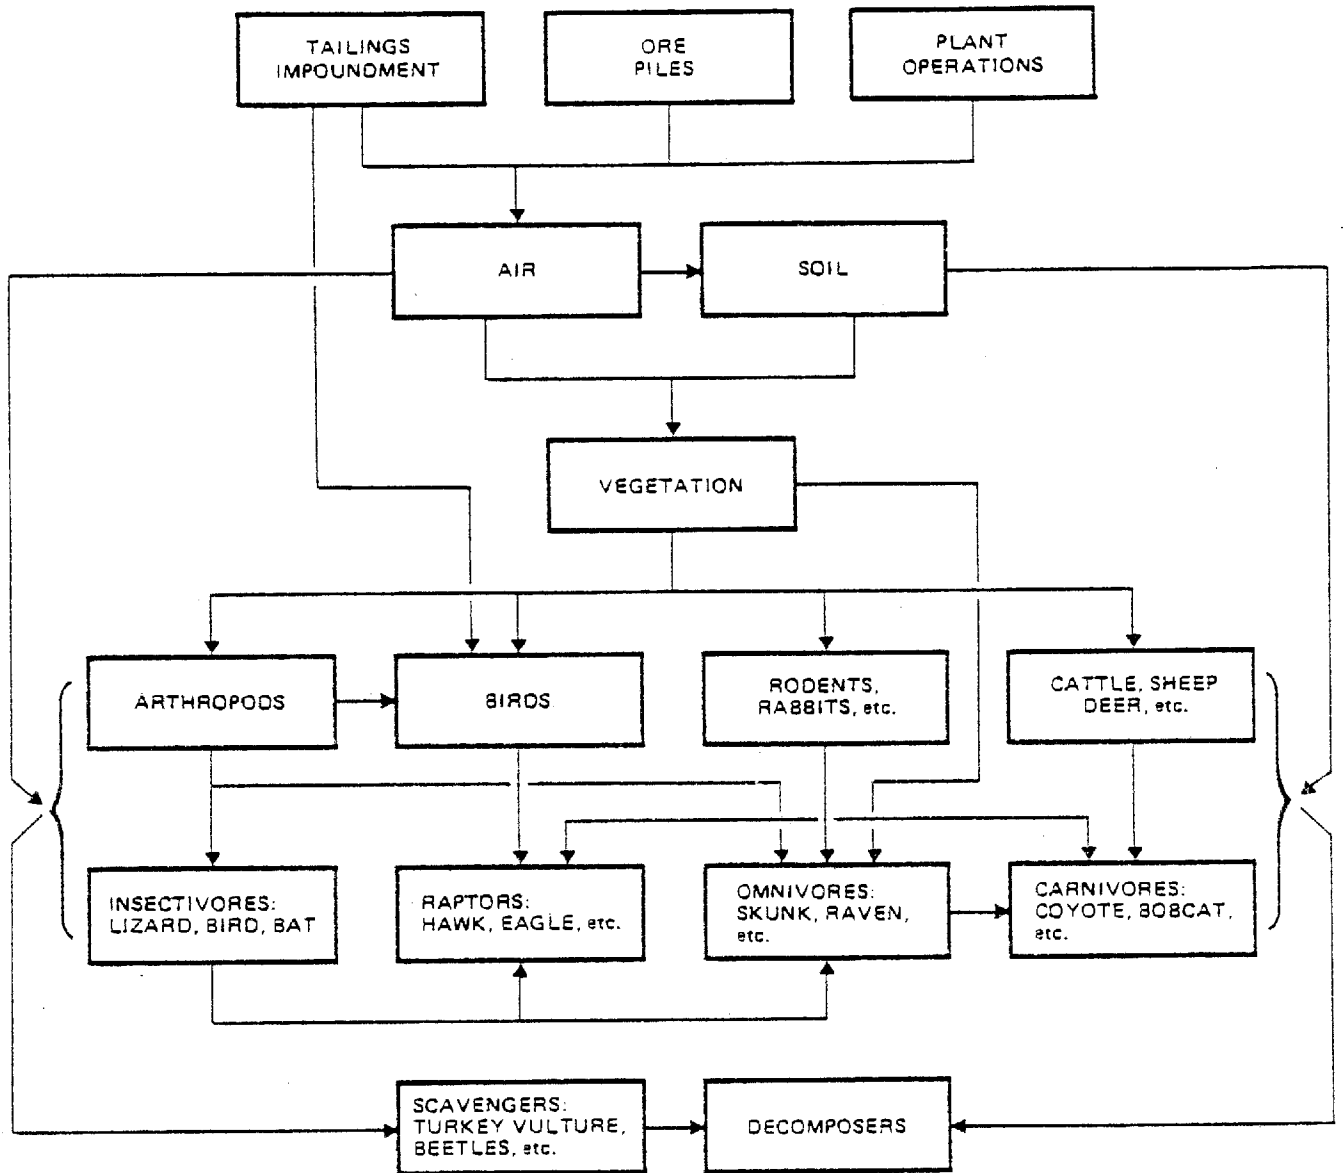 TAILINGS
IMPOUNDMENT
ORE
PILES
PLANT
OPERATIONS
AIR
SOIL
VEGETATION
ARTHROPODS
BIRDS
RODENTS,
RABBITS, etc.
CATTLE, SHEEP
DEER, etc.
INSECTIVORES:
LIZARD, BIRD, BAT
RAPTORS:
HAWK, EAGLE, etc.
OMNIVORES:
SKUNK, RAVEN,
etc.
CARNIVORES:
COYOTE, BOBCAT,
etc.
SCAVENGERS:
TURKEY VULTURE,
BEETLES, etc.
DECOMPOSERS